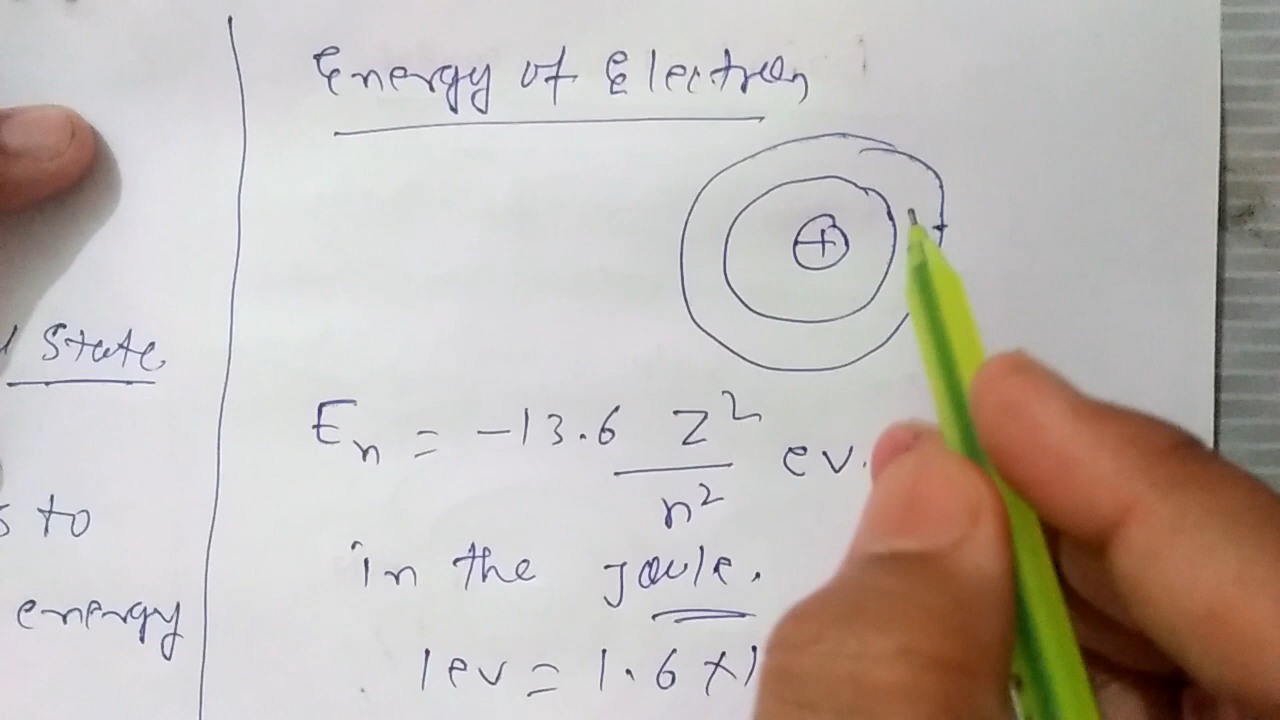 State
s to
energy
Energy of Electron
+
En = -13.6 Z²/n² ev.
in the Joule.
1ev = 1.6 × 1